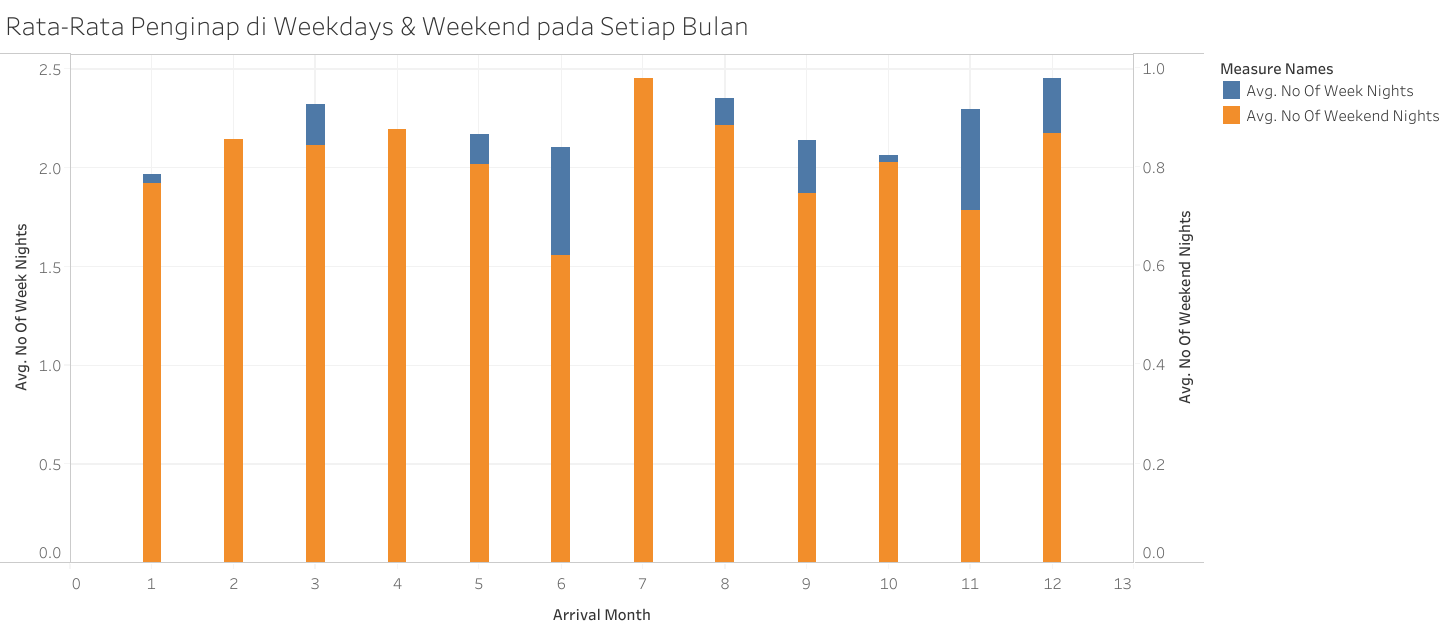 Rata-Rata Penginap di Weekdays & Weekend pada Setiap Bulan
Measure Names
Avg. No Of Week Nights
Avg. No Of Weekend Nights
Avg. No Of Week Nights
2.5
2.0
1.5
1.0
0.5
0.0
1.0
0.8
0.6
0.4
0.2
0.0
Avg. No Of Weekend Nights
0 1 2 3 4 5 6 7 8 9 10 11 12 13
Arrival Month